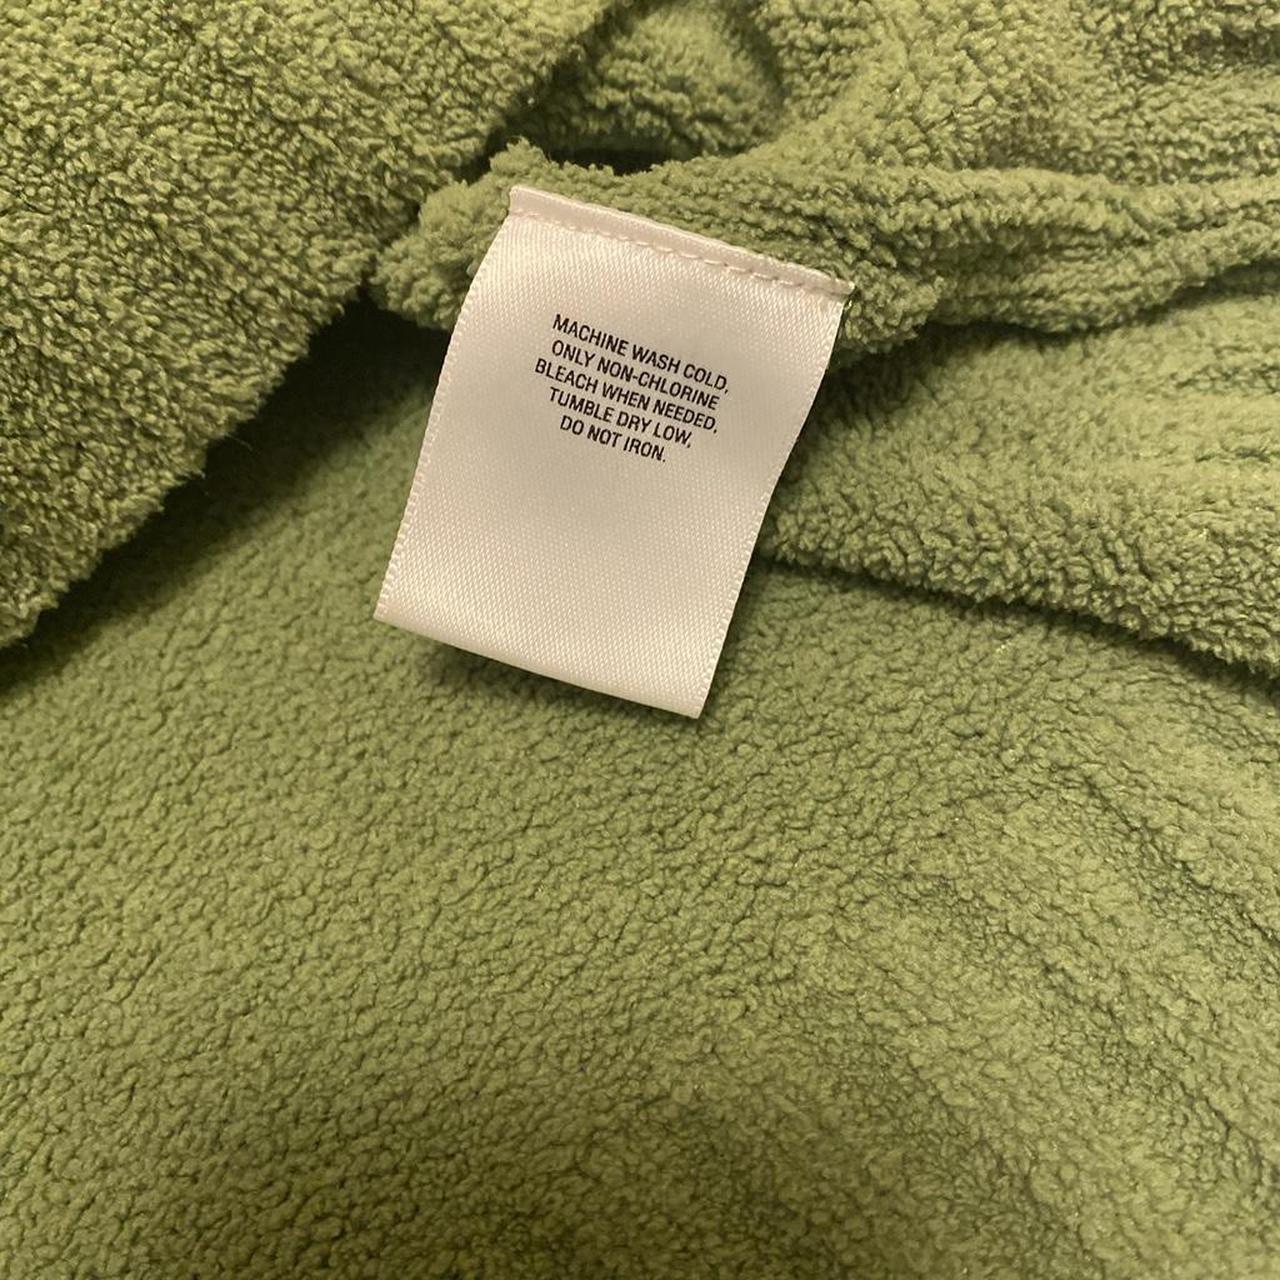 MACHINE WASH COLD,
ONLY NON-CHLORINE
BLEACH WHEN NEEDED,
TUMBLE DRY LOW,
DO NOT IRON.